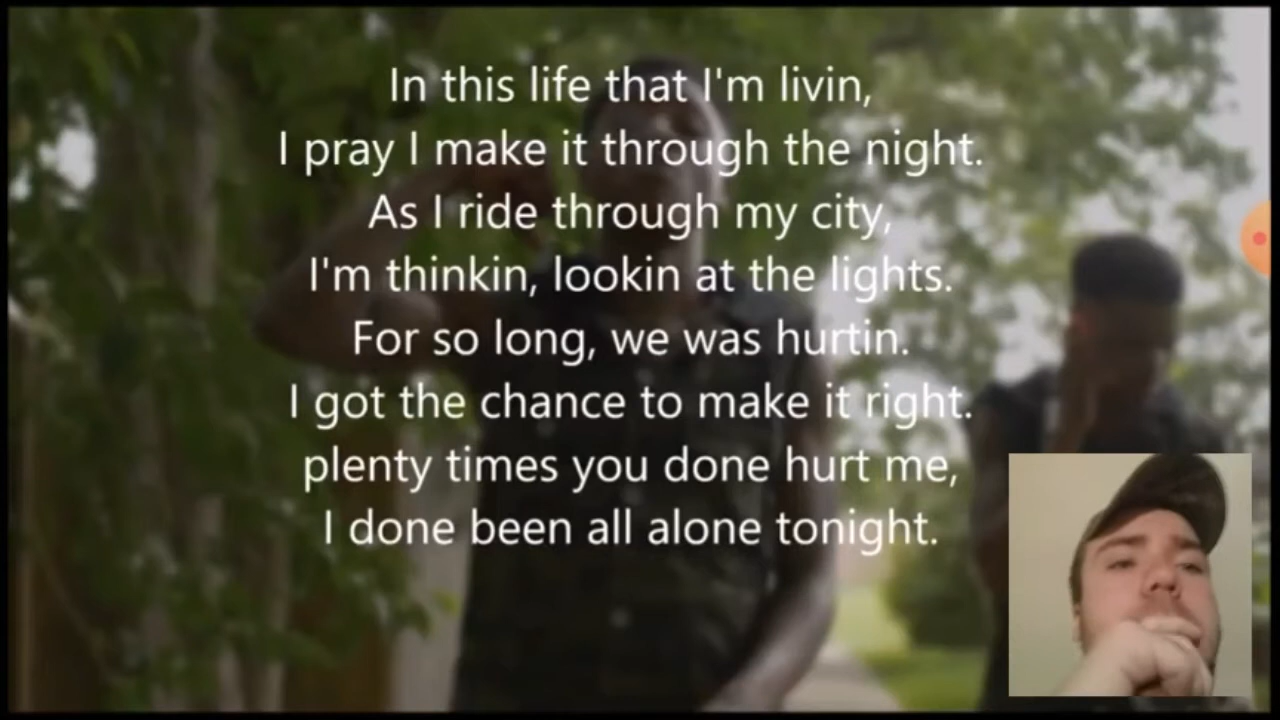 In this life that I'm livin,
I pray I make it through the night.
As I ride through my city,
I'm thinkin, lookin at the lights.
For so long, we was hurtin.
I got the chance to make it right.
plenty times you done hurt me,
I done been all alone tonight.